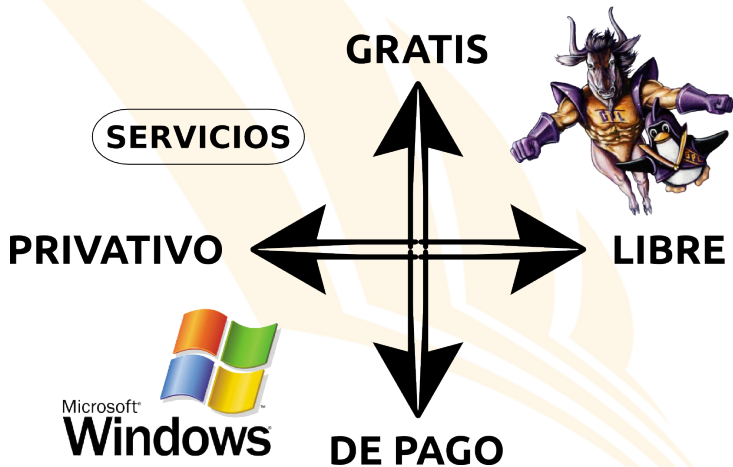 GRATIS
SERVICIOS
PRIVATIVO
LIBRE
Microsoft®
Windows
DE PAGO